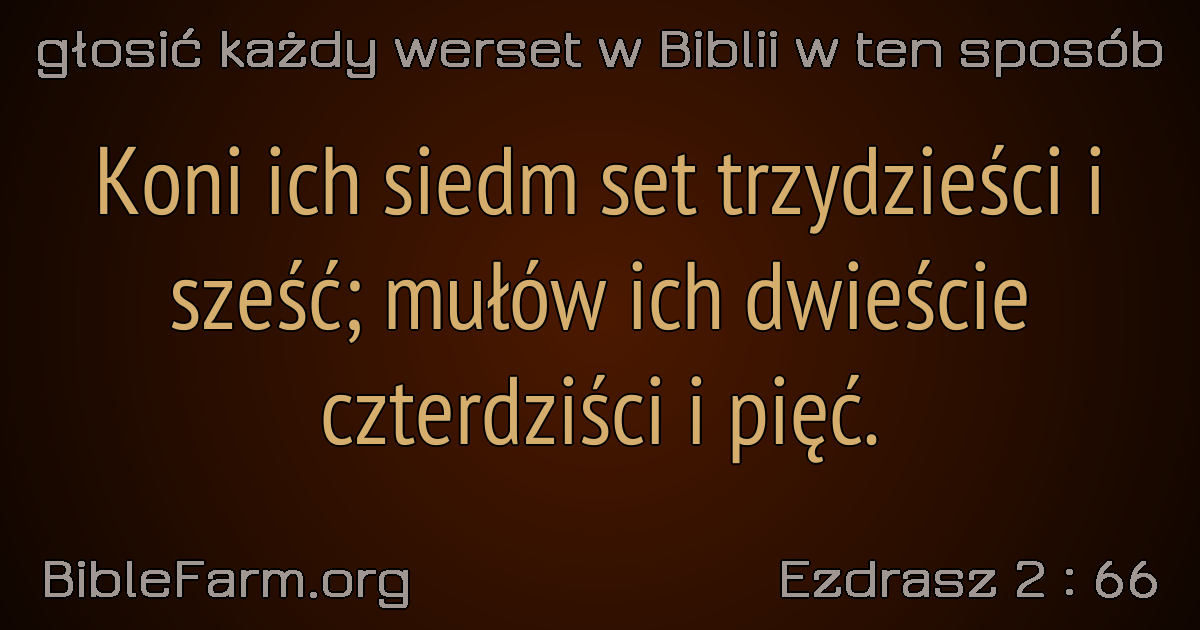 głosić każdy werset w Biblii w ten sposób
Koni ich siedm set trzydzieści i
sześć; mułów ich dwieście
czterdziści i pięć.
BibleFarm.org
Ezdrasz 2 : 66